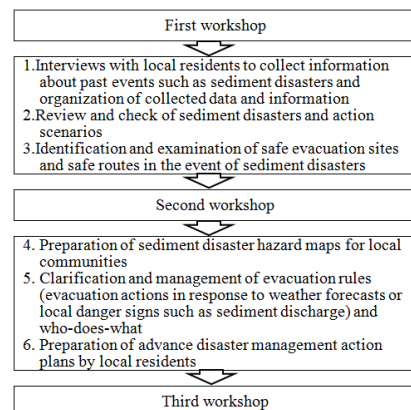 First workshop
1.Interviews with local residents to collect information
about past events such as sediment disasters and
organization of collected data and information
2.Review and check of sediment disasters and action
scenarios
3.Identification and examination of safe evacuation sites
and safe routes in the event of sediment disasters
Second workshop
4. Preparation of sediment disaster hazard maps for local
communities
5. Clarification and management of evacuation rules
(evacuation actions in response to weather forecasts or
local danger signs such as sediment discharge) and
who-does-what
6. Preparation of advance disaster management action
plans by local residents
Third workshop